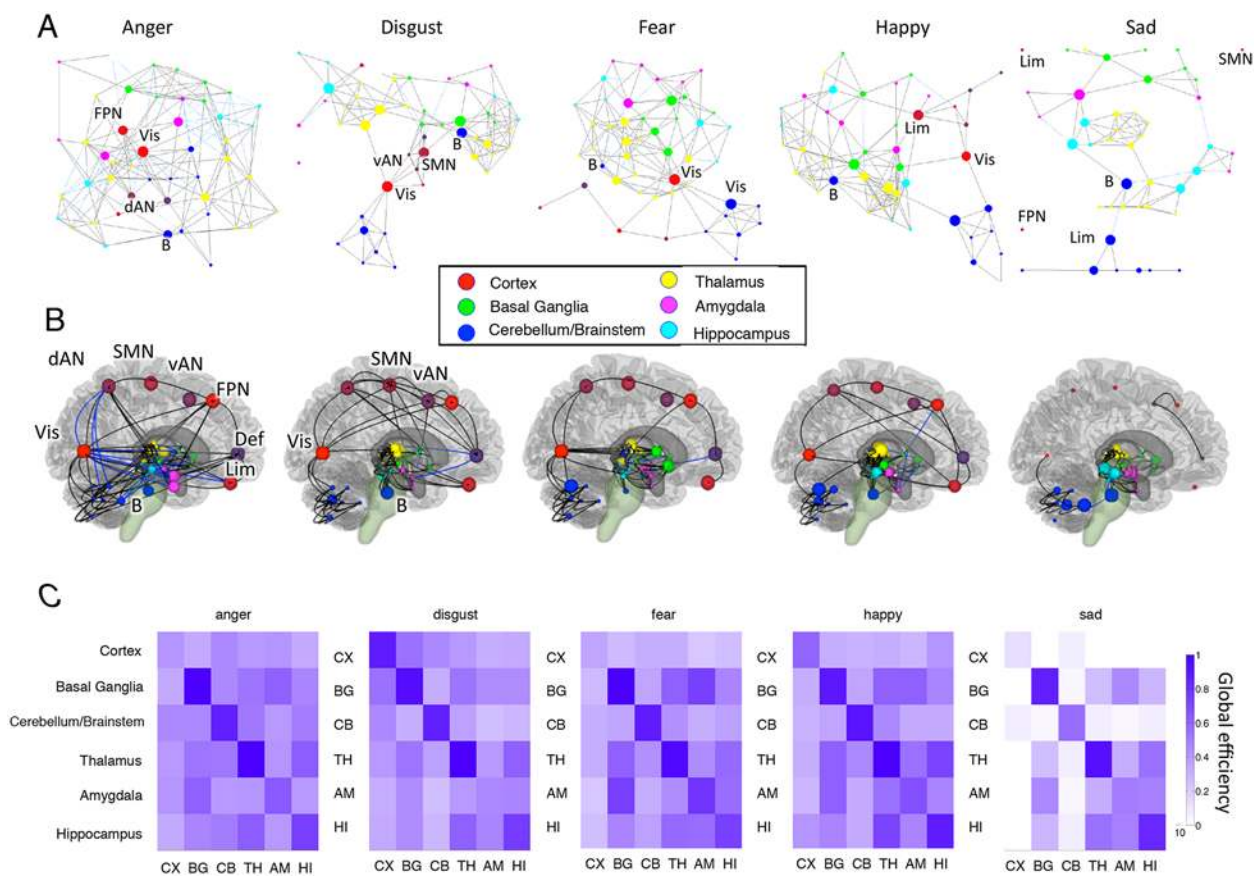 A
Anger
Disgust
Fear
Happy
Sad
FPN
Vis
dAN
B
vAN
SMN
B
Vis
B
Vis
Vis
Lim
Vis
B
Lim
SMN
B
FPN
Lim
Cortex
Basal Ganglia
Cerebellum/Brainstem
Thalamus
Amygdala
Hippocampus
B
dAN
SMN
vAN
FPN
Vis
Def
Lim
B
SMN
vAN
Vis
B
C
anger
disgust
fear
happy
sad
Cortex
Basal Ganglia
Cerebellum/Brainstem
Thalamus
Amygdala
Hippocampus
CX
BG
CB
TH
AM
HI
CX
BG
CB
TH
AM
HI
CX
BG
CB
TH
AM
HI
CX
BG
CB
TH
AM
HI
CX BG CB TH AM HI
CX BG CB TH AM HI
CX BG CB TH AM HI
CX BG CB TH AM HI
CX BG CB TH AM HI
1
0.8
0.6
0.4
0.2
0
10
Global efficiency